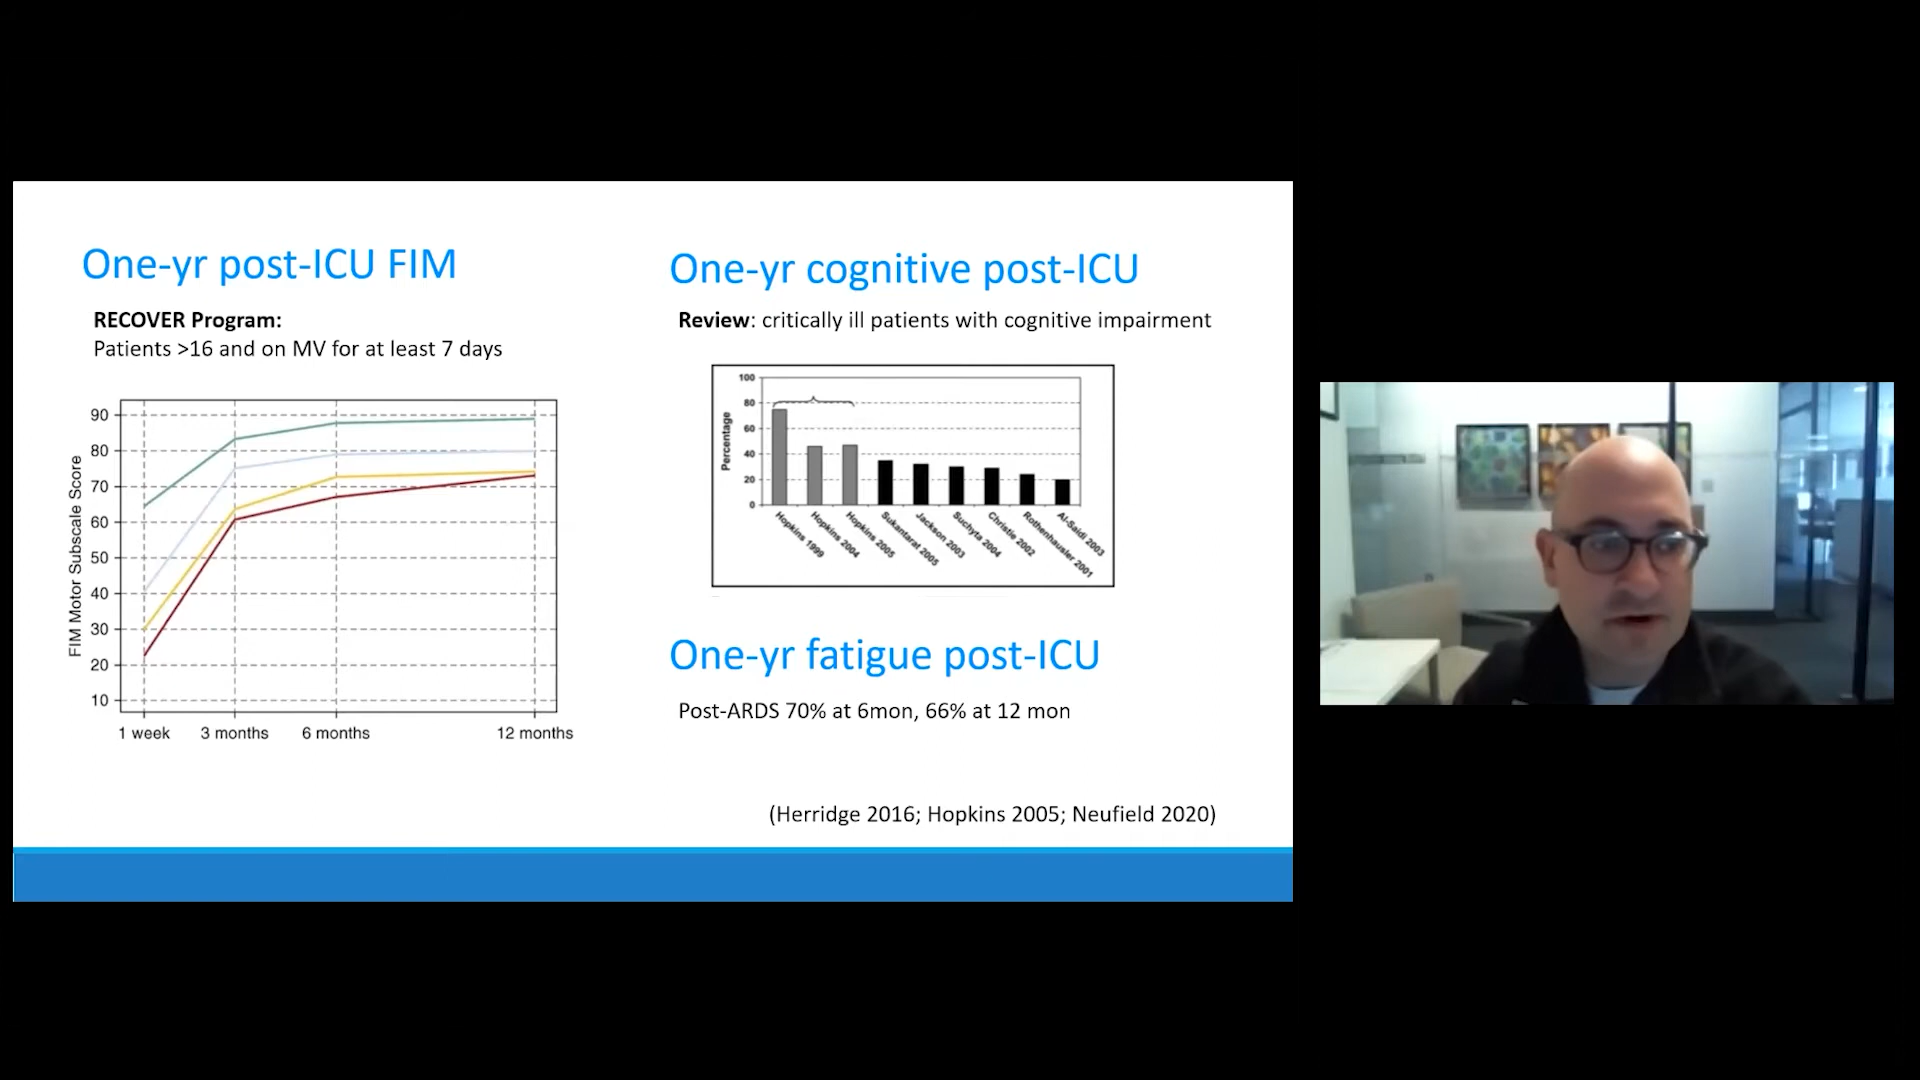 One-yr post-ICU FIM
RECOVER Program:
Patients >16 and on MV for at least 7 days
FIM Motor Subscale Score
90
80
70
60
50
40
30
20
10
1 week 3 months 6 months 12 months
One-yr cognitive post-ICU
Review: critically ill patients with cognitive impairment
Percentage
100
80
60
40
20
0
Hopkins 1999
Hopkins 2004
Hopkins 2005
Sukantarat 2005
Jackson 2003
Suchyta 2004
Christie 2002
Rothenhausler 2001
Al-Saidi 2003
One-yr fatigue post-ICU
Post-ARDS 70% at 6mon, 66% at 12 mon
(Herridge 2016; Hopkins 2005; Neufield 2020)